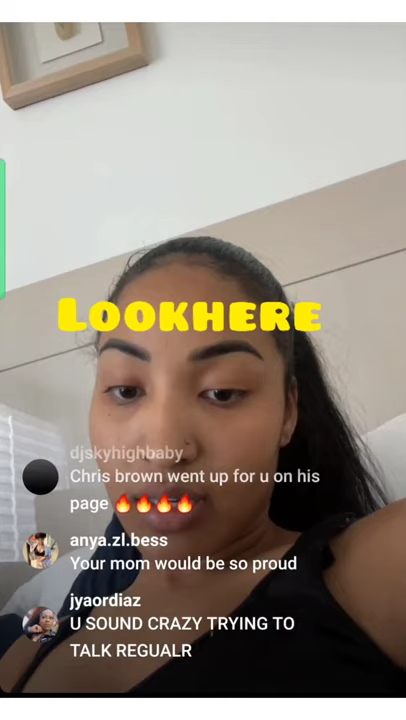 LOOKHERE
djskyhighbaby
Chris brown went up for u on his
page 🔥🔥🔥🔥
anya.zl.bess
Your mom would be so proud
jyaordiaz
U SOUND CRAZY TRYING TO
TALK REGUALR